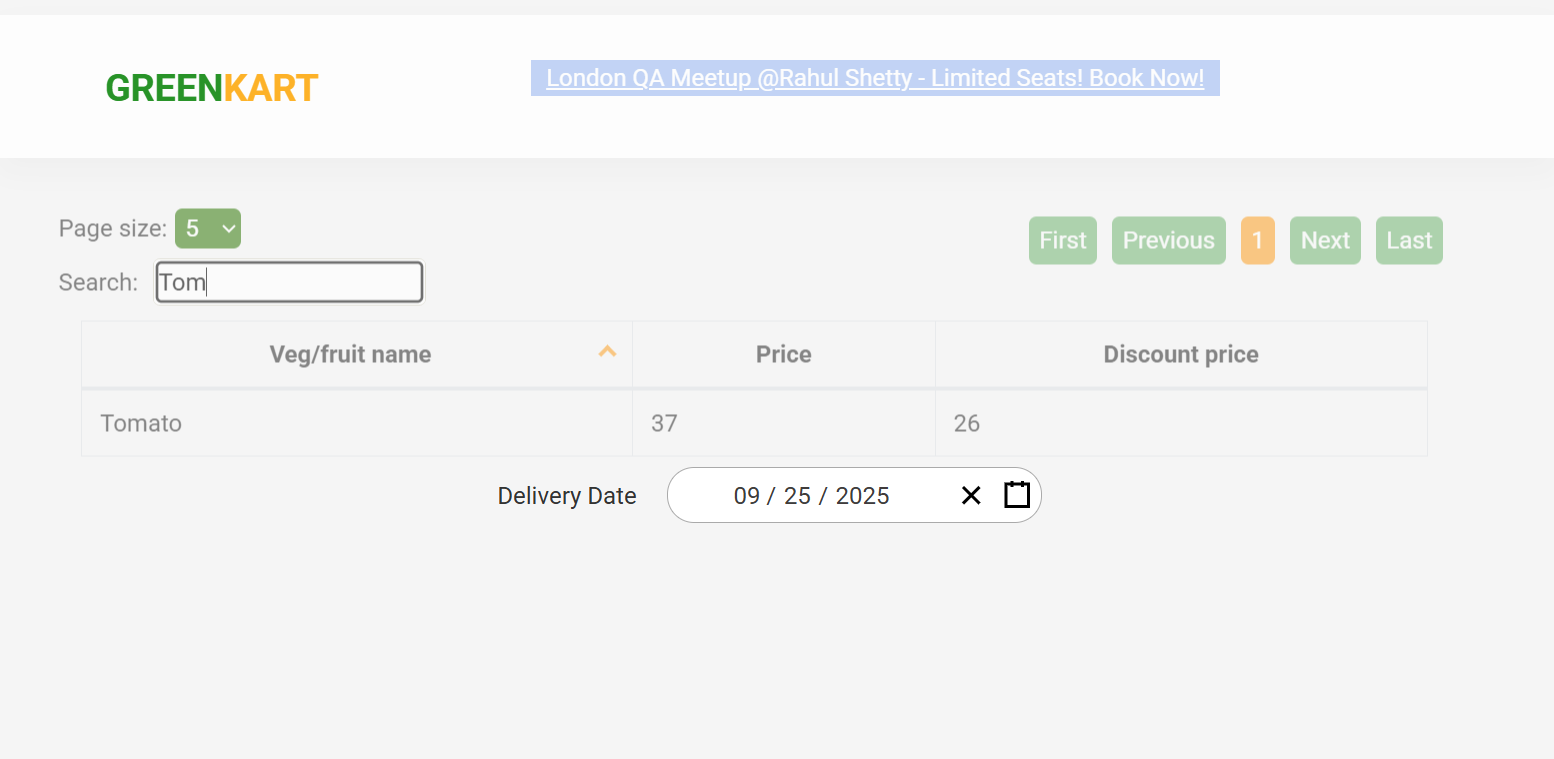 GREENKART
London QA Meetup @Rahul Shetty - Limited Seats! Book Now!
Page size: 5
First Previous 1 Next Last
Search: Tom
Veg/fruit name Price Discount price
Tomato 37 26
Delivery Date 09 / 25 / 2025